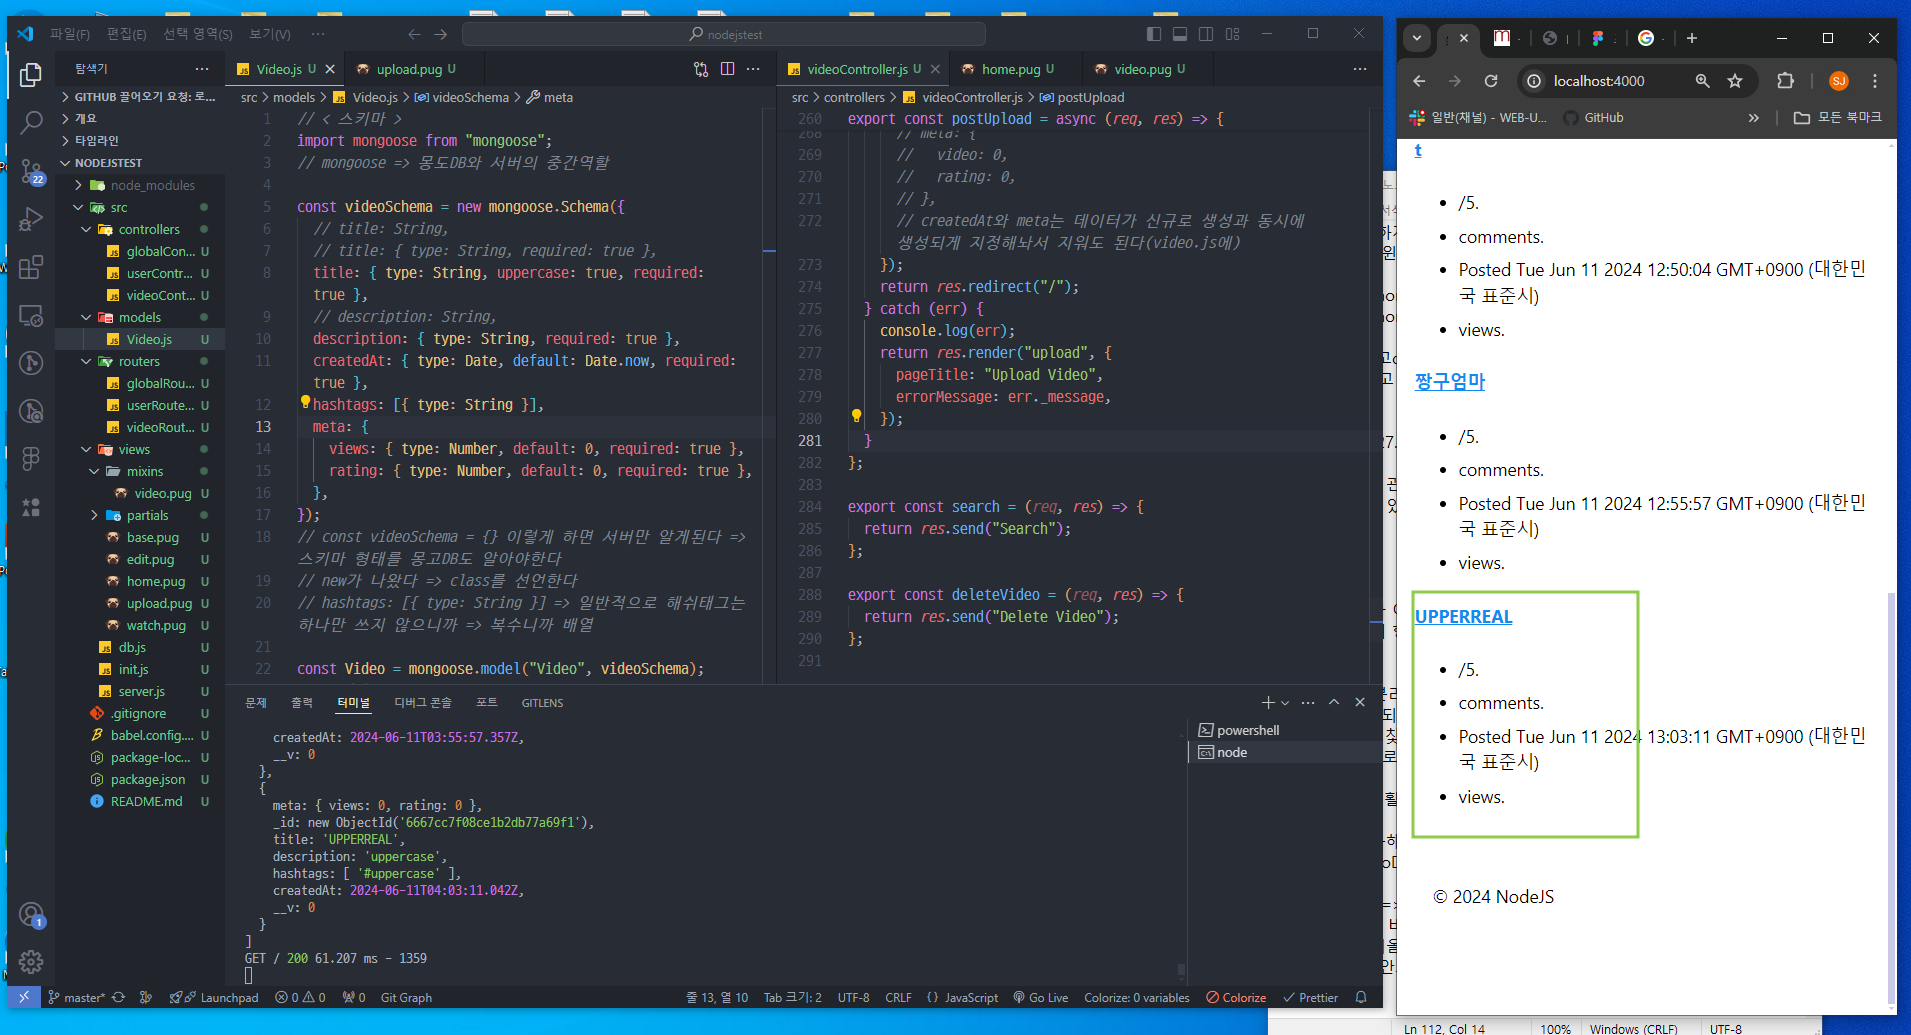 파일(F) 편집(E) 선택 영역(S) 보기(V) ··· nodejstest
탐색기 ···
GITHUB 끌어오기 요청: 로...
개요
타임라인
NODEJSTEST
node_modules
src
controllers
globalCon... U
userContr... U
videoCont... U
models
Video.js U
routers
globalRou... U
userRoute... U
videoRout... U
views
mixins
video.pug U
partials
base.pug U
edit.pug U
home.pug U
upload.pug U
watch.pug U
db.js U
init.js U
server.js U
.gitignore U
babel.config.... U
package-loc... U
package.json U
README.md U
22
1
Video.js U
upload.pug U
src > models > Video.js > videoSchema > meta
1 // < 스키마 >
2 import mongoose from "mongoose";
3 // mongoose => 몽도DB와 서버의 중간역할
4
5 const videoSchema = new mongoose.Schema({
6 // title: String,
7 // title: { type: String, required: true },
8 title: { type: String, uppercase: true, required:
true },
9 // description: String,
10 description: { type: String, required: true },
11 createdAt: { type: Date, default: Date.now, required:
true },
12 hashtags: [{ type: String }],
13 meta: {
14 views: { type: Number, default: 0, required: true },
15 rating: { type: Number, default: 0, required: true },
16 },
17 });
18 // const videoSchema = {} 이렇게 하면 서버만 알게된다 =>
스키마 형태를 몽고DB도 알아야한다
19 // new가 나왔다 => class를 선언한다
20 // hashtags: [{ type: String }] => 일반적으로 해쉬태그는
하나만 쓰지 않으니까 => 복수니까 배열
21
22 const Video = mongoose.model("Video", videoSchema);
videoController.js U
home.pug U
video.pug U
src > controllers > videoController.js > postUpload
260 export const postUpload = async (req, res) => {
268 // meta: {
269 // video: 0,
270 // rating: 0,
271 // },
272 // createdAt와 meta는 데이터가 신규로 생성과 동시에
생성되게 지정해놔서 지워도 된다(video.js에)
273 });
274 return res.redirect("/");
275 } catch (err) {
276 console.log(err);
277 return res.render("upload", {
278 pageTitle: "Upload Video",
279 errorMessage: err._message,
280 });
281 }
282 };
283
284 export const search = (req, res) => {
285 return res.send("Search");
286 };
287
288 export const deleteVideo = (req, res) => {
289 return res.send("Delete Video");
290 };
291
문제 출력 터미널 디버그 콘솔 포트 GITLENS
createdAt: 2024-06-11T03:55:57.357Z,
__v: 0
},
{
meta: { views: 0, rating: 0 },
_id: new ObjectId('6667cc7f08ce1b2db77a69f1'),
title: 'UPPERREAL',
description: 'uppercase',
hashtags: [ '#uppercase' ],
createdAt: 2024-06-11T04:03:11.042Z,
__v: 0
}
]
GET / 200 61.207 ms - 1359
powershell
node
master* Launchpad 0 0 0 Git Graph 줄 13, 열 10 Tab 크기: 2 UTF-8 CRLF {} JavaScript Go Live Colorize: 0 variables Colorize Prettier
localhost:4000
SJ
일반(채널) - WEB-U... GitHub 모든 북마크
t
• /5.
• comments.
• Posted Tue Jun 11 2024 12:50:04 GMT+0900 (대한민
국 표준시)
• views.
짱구엄마
• /5.
• comments.
• Posted Tue Jun 11 2024 12:55:57 GMT+0900 (대한민
국 표준시)
• views.
UPPERREAL
• /5.
• comments.
• Posted Tue Jun 11 2024 13:03:11 GMT+0900 (대한민
국 표준시)
• views.
© 2024 NodeJS
Ln 112, Col 14 100% Windows (CRLF) UTF-8